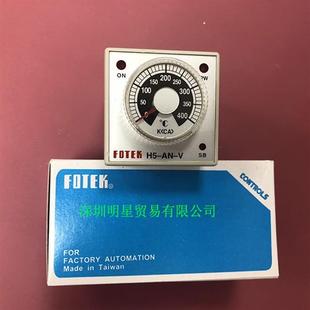 ON
PW
0 50 100 150 200 250 300 350 400
°C
K(CA)
FOTEK H5-AN-V
SB
FOTEK®
CONTROLS
深圳明星贸易有限公司
FOR
FACTORY AUTOMATION
Made in Taiwan